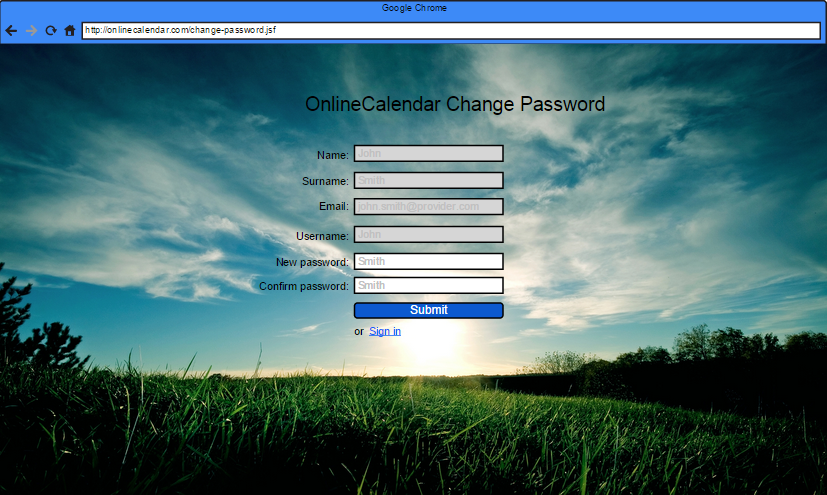 Google Chrome
http://onlinecalendar.com/change-password.jsf
OnlineCalendar Change Password
Name: John
Surname: Smith
Email: john.smith@provider.com
Username: John
New password: Smith
Confirm password: Smith
Submit
or Sign in